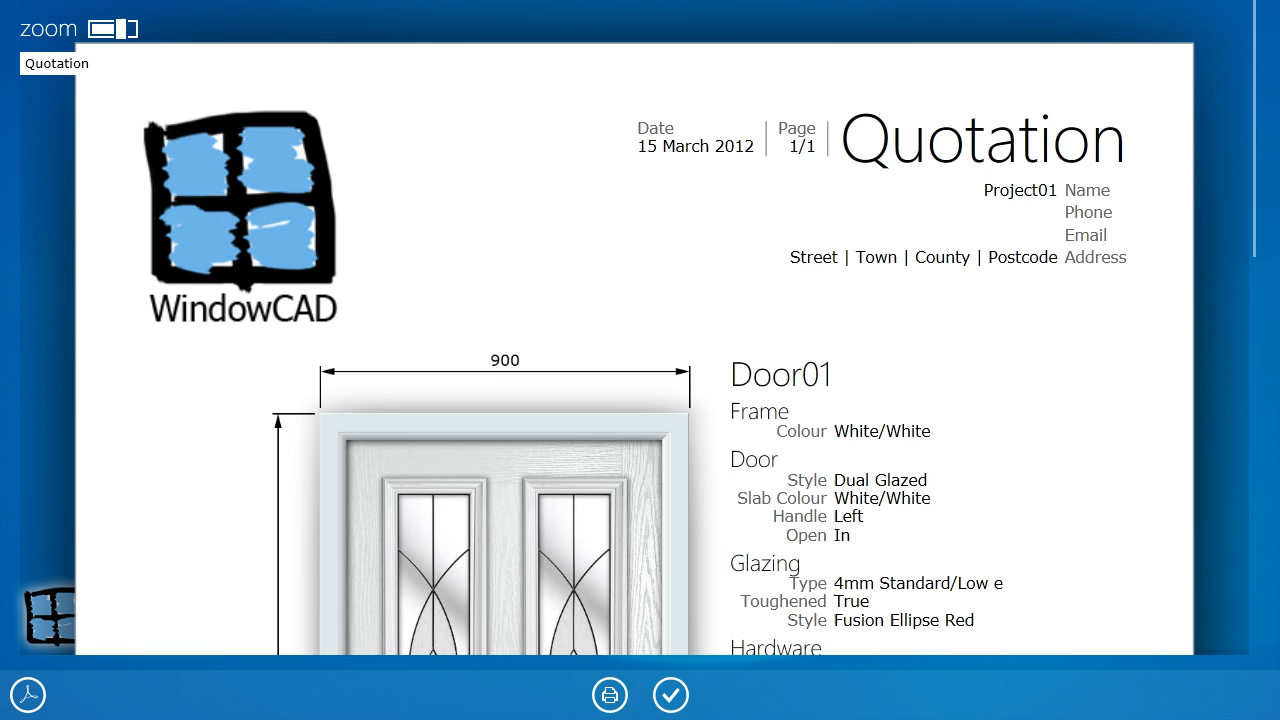 zoom
Quotation
WindowCAD
Date
15 March 2012
Page
1/1
Quotation
Project01 Name
Phone
Email
Street | Town | County | Postcode Address
900
Door01
Frame
Colour White/White
Door
Style Dual Glazed
Slab Colour White/White
Handle Left
Open In
Glazing
Type 4mm Standard/Low e
Toughened True
Style Fusion Ellipse Red
Hardware